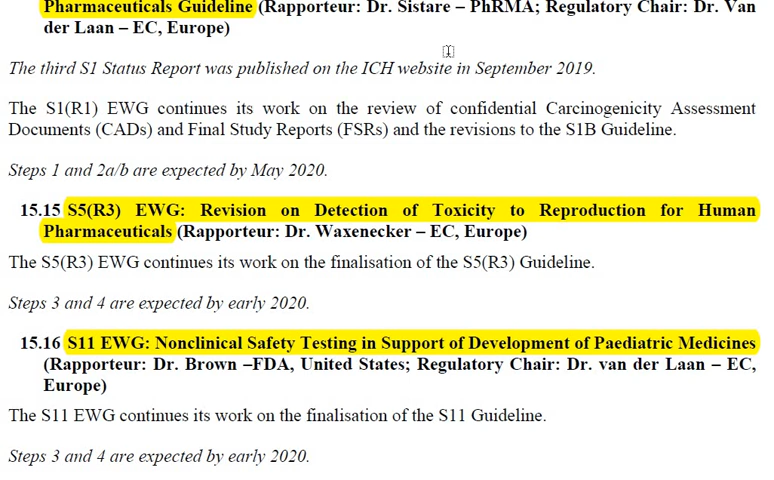 Pharmaceuticals Guideline (Rapporteur: Dr. Sistare – PhRMA; Regulatory Chair: Dr. Van
der Laan – EC, Europe)
The third S1 Status Report was published on the ICH website in September 2019.
The S1(R1) EWG continues its work on the review of confidential Carcinogenicity Assessment
Documents (CADs) and Final Study Reports (FSRs) and the revisions to the S1B Guideline.
Steps 1 and 2a/b are expected by May 2020.
15.15 S5(R3) EWG: Revision on Detection of Toxicity to Reproduction for Human
Pharmaceuticals (Rapporteur: Dr. Waxenecker – EC, Europe)
The S5(R3) EWG continues its work on the finalisation of the S5(R3) Guideline.
Steps 3 and 4 are expected by early 2020.
15.16 S11 EWG: Nonclinical Safety Testing in Support of Development of Paediatric Medicines
(Rapporteur: Dr. Brown –FDA, United States; Regulatory Chair: Dr. van der Laan – EC,
Europe)
The S11 EWG continues its work on the finalisation of the S11 Guideline.
Steps 3 and 4 are expected by early 2020.